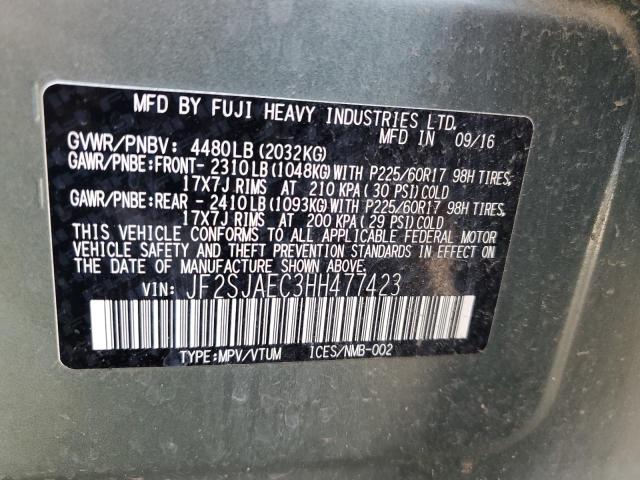 MFD BY FUJI HEAVY INDUSTRIES LTD.
MFD IN 09/16
GVWR/PNBV: 4480LB (2032KG)
GAWR/PNBE:FRONT- 2310LB (1048KG) WITH P225/60R17 98H TIRES,
17X7J RIMS AT 210 KPA (30 PSI) COLD
GAWR/PNBE:REAR - 2410LB (1093KG) WITH P225/60R17 98H TIRES,
17X7J RIMS AT 200 KPA (29 PSI) COLD
THIS VEHICLE CONFORMS TO ALL APPLICABLE FEDERAL MOTOR
VEHICLE SAFETY AND THEFT PREVENTION STANDARDS IN EFFECT ON
THE DATE OF MANUFACTURE SHOWN ABOVE.
VIN: JF2SJAEC3HH477423
TYPE:MPV/VTUM ICES/NMB-002